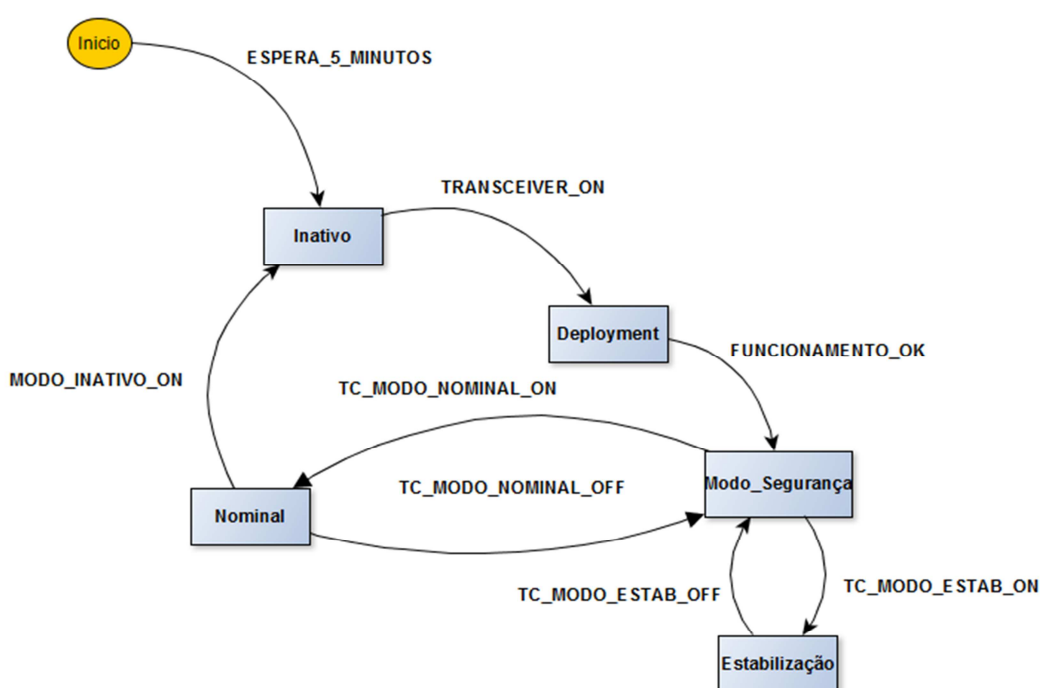 Inicio
ESPERA_5_MINUTOS
TRANSCEIVER_ON
Inativo
Deployment
FUNCIONAMENTO_OK
MODO_INATIVO_ON
TC_MODO_NOMINAL_ON
Modo_Segurança
TC_MODO_NOMINAL_OFF
Nominal
TC_MODO_ESTAB_OFF
TC_MODO_ESTAB_ON
Estabilização